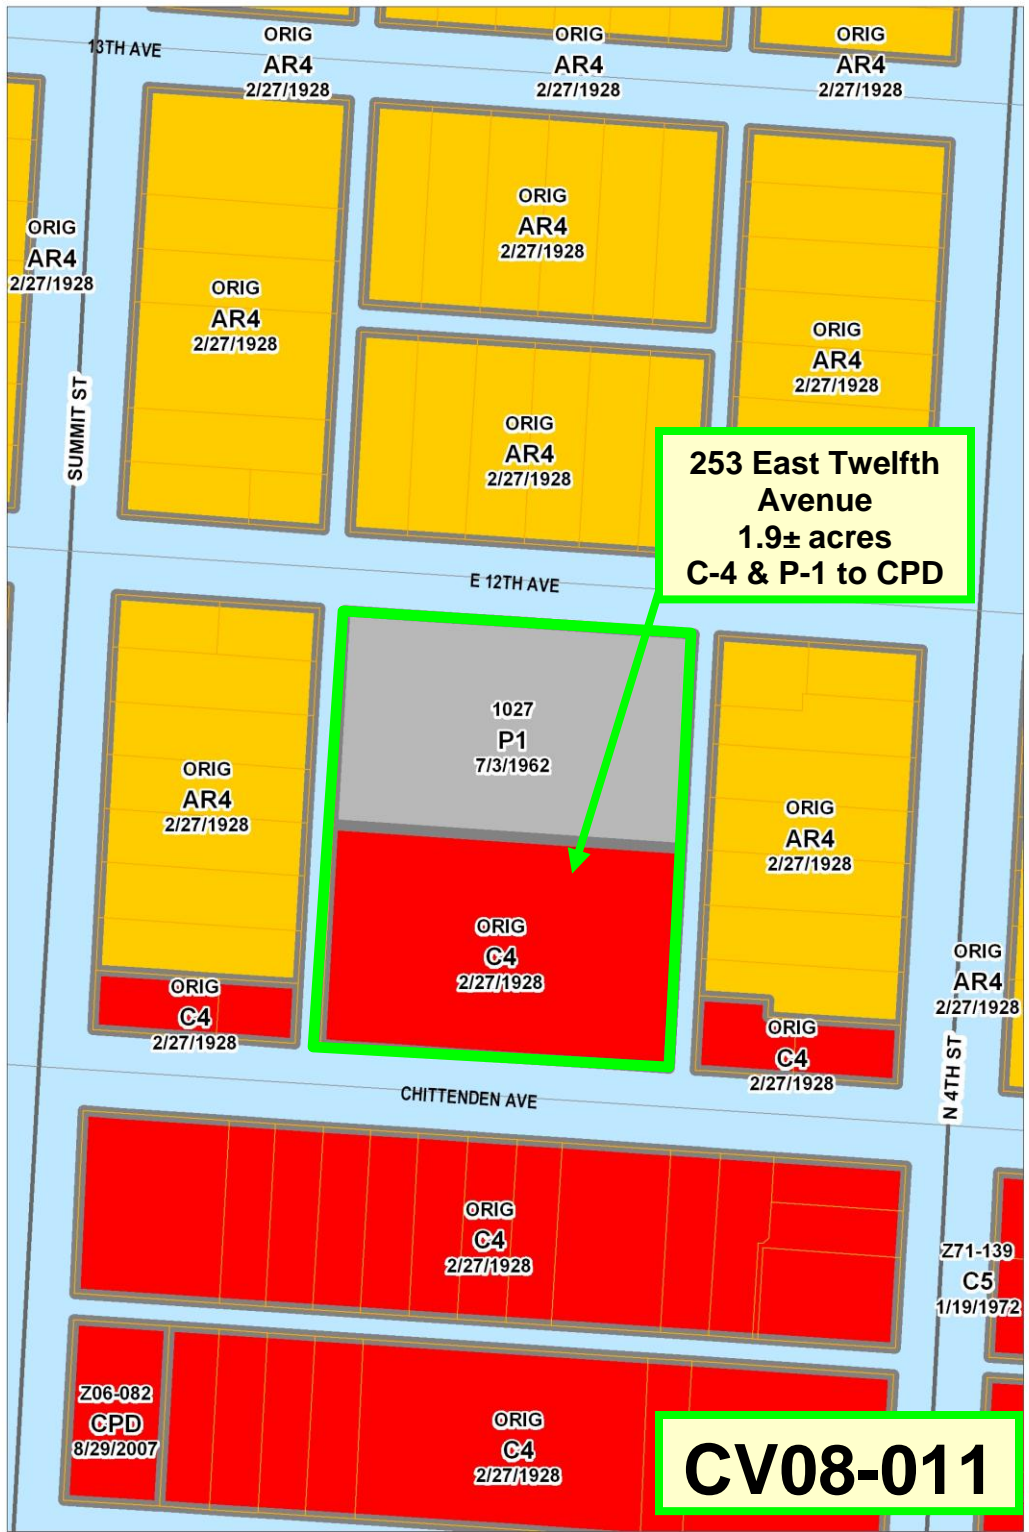 13TH AVE
ORIG
AR4
2/27/1928
ORIG
AR4
2/27/1928
ORIG
AR4
2/27/1928
ORIG
AR4
2/27/1928
ORIG
AR4
2/27/1928
ORIG
AR4
2/27/1928
ORIG
AR4
2/27/1928
SUMMIT ST
ORIG
AR4
2/27/1928
253 East Twelfth
Avenue
1.9± acres
C-4 & P-1 to CPD
E 12TH AVE
1027
P1
7/3/1962
ORIG
AR4
2/27/1928
ORIG
AR4
2/27/1928
ORIG
C4
2/27/1928
ORIG
AR4
2/27/1928
ORIG
C4
2/27/1928
ORIG
C4
2/27/1928
N 4TH ST
CHITTENDEN AVE
ORIG
C4
2/27/1928
Z71-139
C5
1/19/1972
Z06-082
CPD
8/29/2007
ORIG
C4
2/27/1928
CV08-011